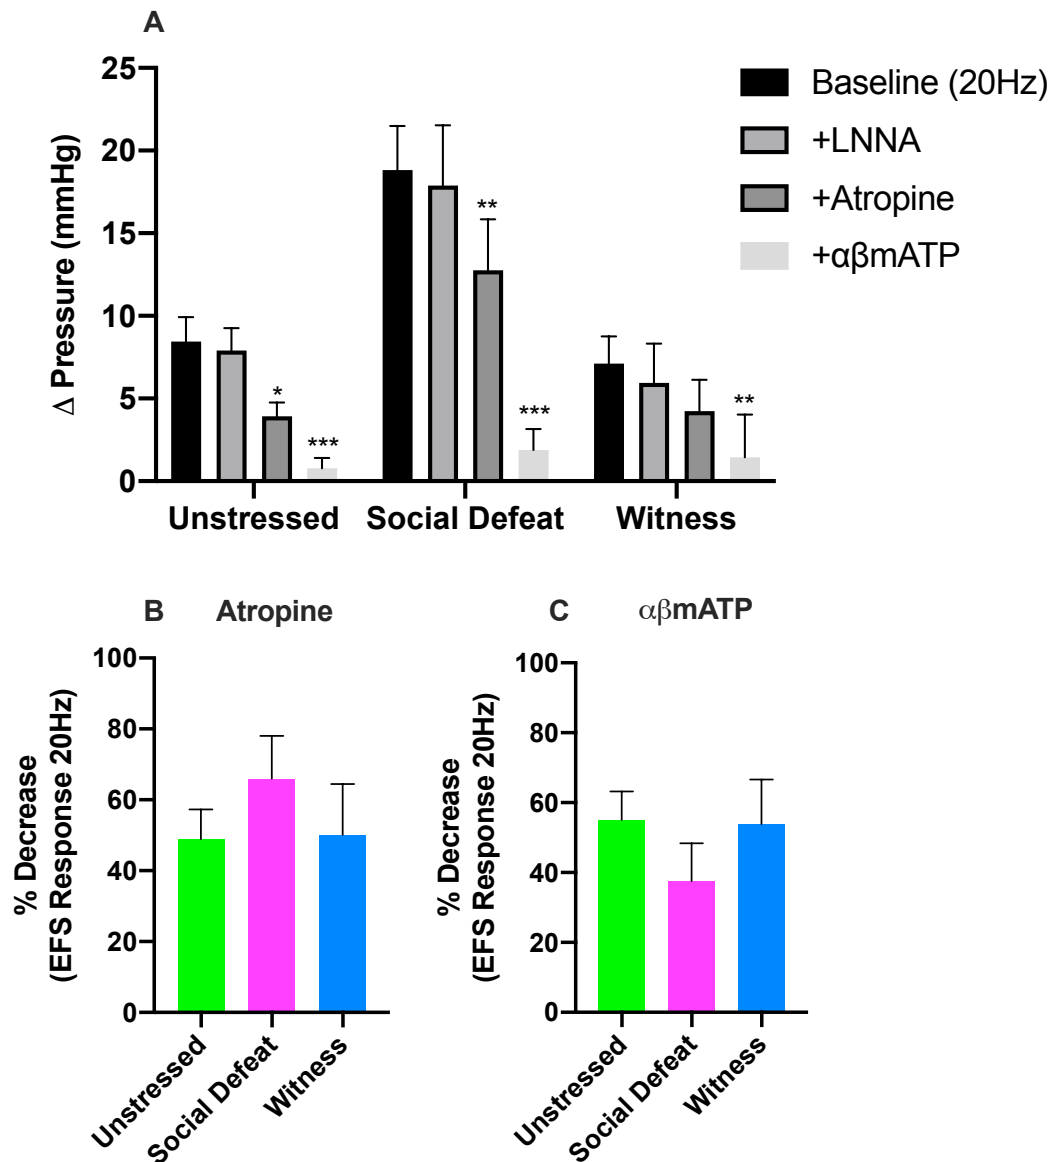 A
25
20
15
10
5
0
Δ Pressure (mmHg)
*
***
**
***
**
Unstressed
Social Defeat
Witness
Baseline (20Hz)
+LNNA
+Atropine
+αβmATP
B
Atropine
100
80
60
40
20
0
% Decrease
(EFS Response 20Hz)
Unstressed
Social Defeat
Witness
C
αβmATP
100
80
60
40
20
0
% Decrease
(EFS Response 20Hz)
Unstressed
Social Defeat
Witness